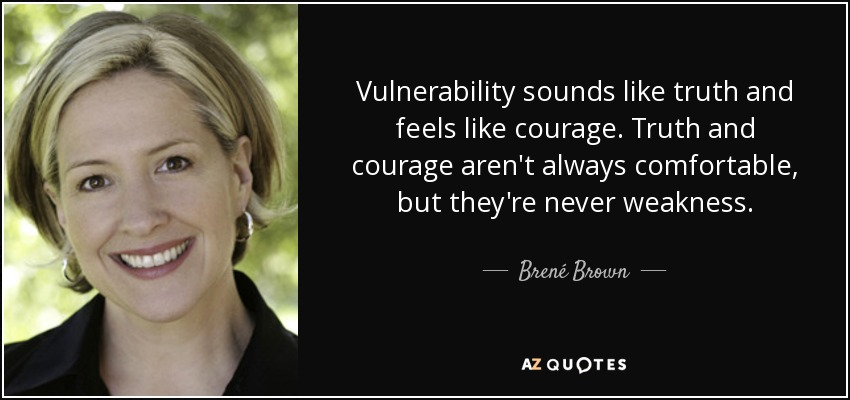 Vulnerability sounds like truth and
feels like courage. Truth and
courage aren't always comfortable,
but they're never weakness.
Brené Brown
AZ QUOTES